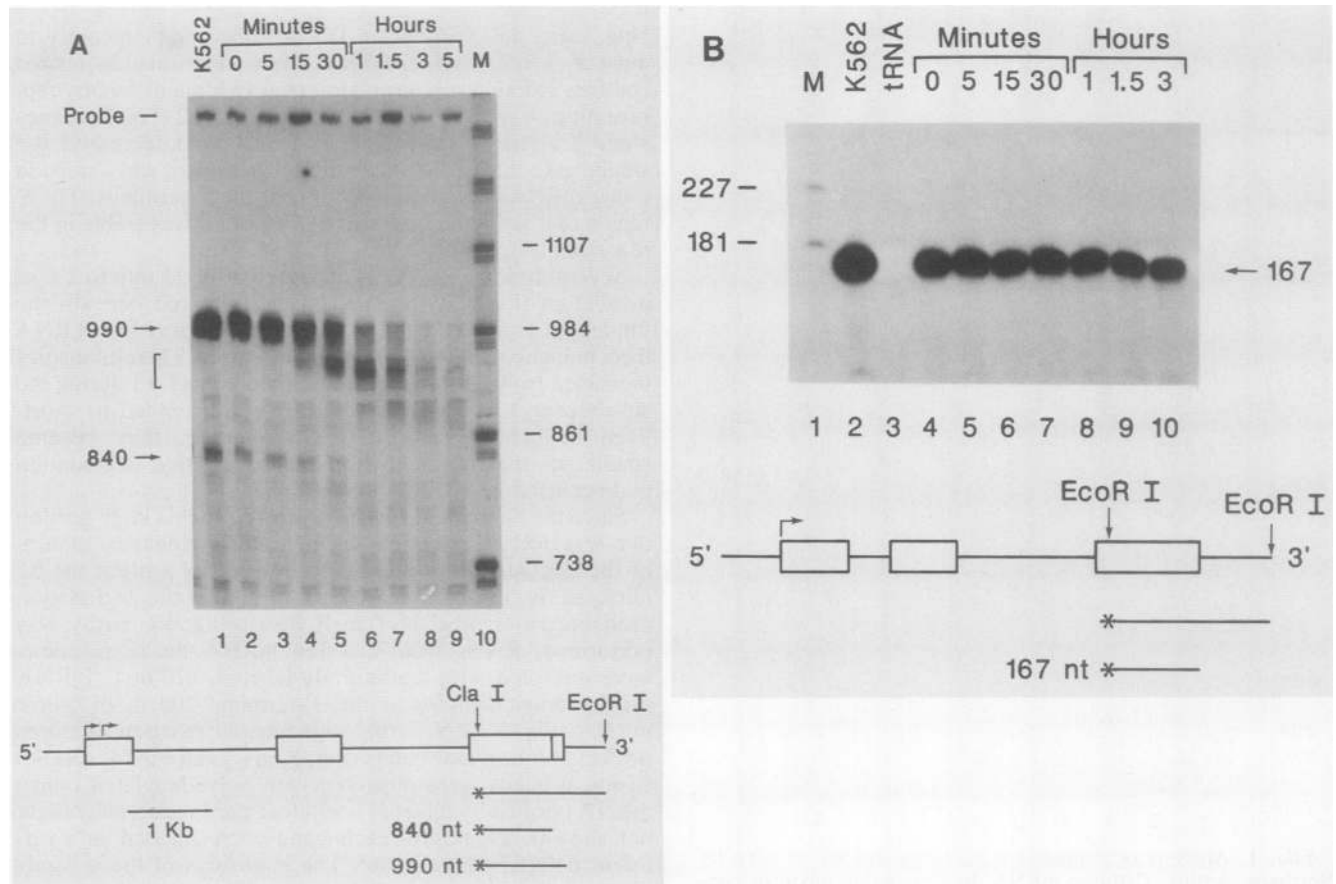 A
K562
Minutes
Hours
0 5 15 30 1 1.5 3 5 M
Probe
1107
990
984
861
840
738
1 2 3 4 5 6 7 8 9 10
Cla I
EcoR I
5'
3'
1 Kb
840 nt
990 nt
B
M
K562
tRNA
Minutes
Hours
0 5 15 30 1 1.5 3
227
181
167
1 2 3 4 5 6 7 8 9 10
EcoR I
EcoR I
5'
3'
167 nt